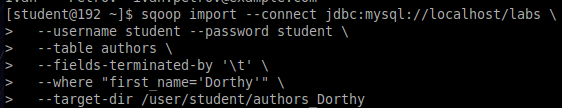 [student@192 ~]$ sqoop import --connect jdbc:mysql://localhost/labs \
>   --username student --password student \
>   --table authors \
>   --fields-terminated-by '\t' \
>   --where "first_name='Dorthy'" \
>   --target-dir /user/student/authors_Dorthy